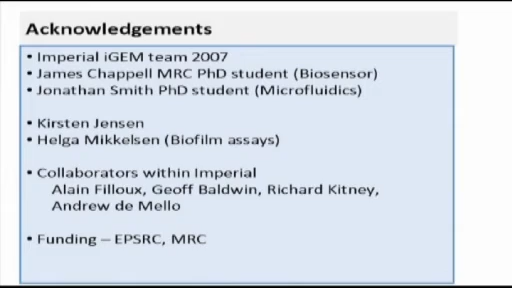 Acknowledgements
• Imperial iGEM team 2007
• James Chappell MRC PhD student (Biosensor)
• Jonathan Smith PhD student (Microfluidics)
• Kirsten Jensen
• Helga Mikkelsen (Biofilm assays)
• Collaborators within Imperial
Alain Filloux, Geoff Baldwin, Richard Kitney,
Andrew de Mello
• Funding – EPSRC, MRC